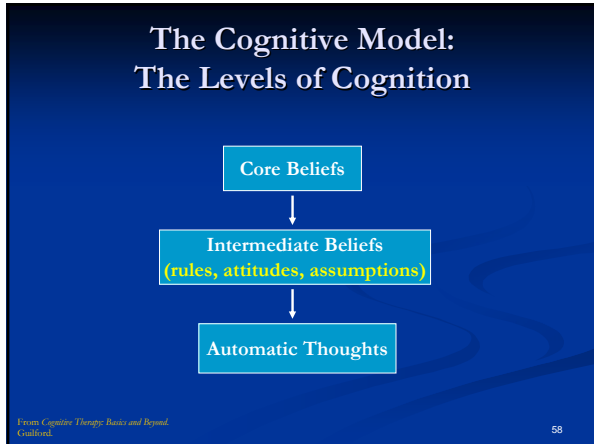 The Cognitive Model:
The Levels of Cognition
Core Beliefs
Intermediate Beliefs
(rules, attitudes, assumptions)
Automatic Thoughts
From Cognitive Therapy: Basics and Beyond.
Guilford.
58